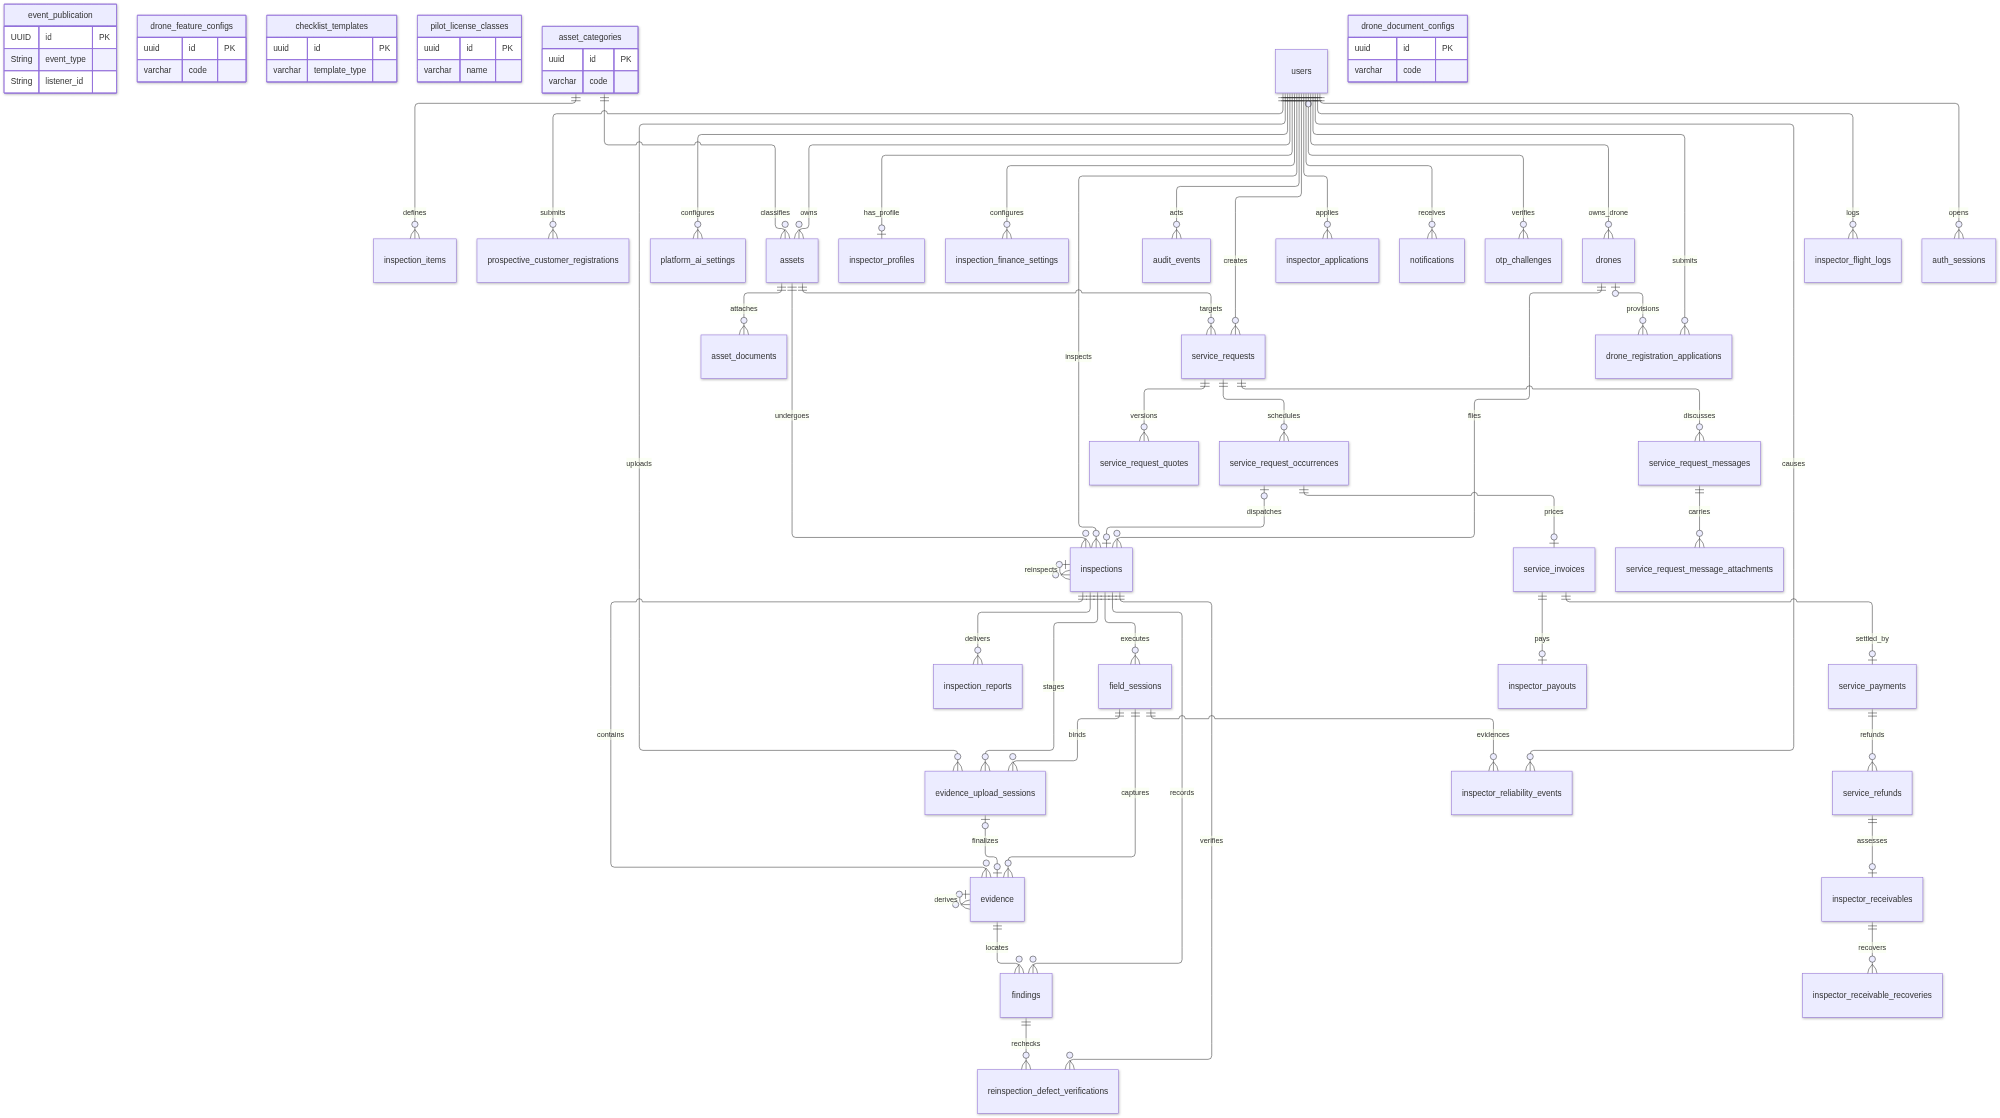 event_publication
UUID id PK
String event_type
String listener_id
drone_feature_configs
uuid id PK
varchar code
checklist_templates
uuid id PK
varchar template_type
pilot_license_classes
uuid id PK
varchar name
asset_categories
uuid id PK
varchar code
users
drone_document_configs
uuid id PK
varchar code
defines
submits
configures
classifies
owns
has_profile
configures
acts
applies
receives
verifies
owns_drone
logs
opens
inspection_items
prospective_customer_registrations
platform_ai_settings
assets
inspector_profiles
inspection_finance_settings
audit_events
creates
inspector_applications
notifications
otp_challenges
drones
submits
inspector_flight_logs
auth_sessions
attaches
targets
provisions
asset_documents
inspects
service_requests
drone_registration_applications
undergoes
versions
schedules
flies
discusses
uploads
service_request_quotes
service_request_occurrences
service_request_messages
causes
dispatches
prices
carries
reinspects
inspections
service_invoices
service_request_message_attachments
delivers
executes
pays
settled_by
inspection_reports
stages
field_sessions
inspector_payouts
service_payments
contains
binds
evidences
refunds
evidence_upload_sessions
captures
records
inspector_reliability_events
service_refunds
finalizes
verifies
assesses
derives
evidence
inspector_receivables
locates
recovers
findings
inspector_receivable_recoveries
rechecks
reinspection_defect_verifications